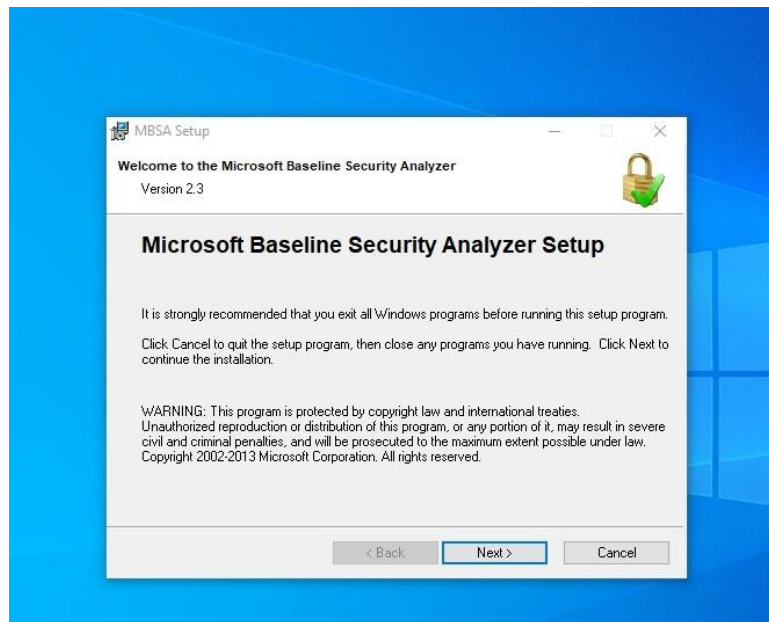 MBSA Setup
Welcome to the Microsoft Baseline Security Analyzer
Version 2.3
Microsoft Baseline Security Analyzer Setup
It is strongly recommended that you exit all Windows programs before running this setup program.
Click Cancel to quit the setup program, then close any programs you have running. Click Next to
continue the installation.
WARNING: This program is protected by copyright law and international treaties.
Unauthorized reproduction or distribution of this program, or any portion of it, may result in severe
civil and criminal penalties, and will be prosecuted to the maximum extent possible under law.
Copyright 2002-2013 Microsoft Corporation. All rights reserved.
< Back Next > Cancel